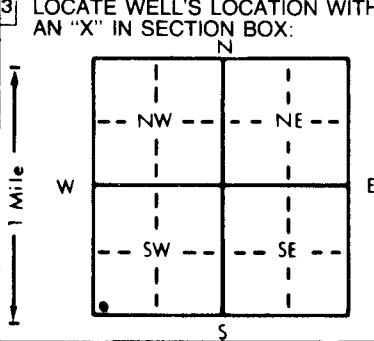 3 LOCATE WELL'S LOCATION WITH
AN "X" IN SECTION BOX:
N
NW NE
W E
1 Mile
SW SE
S